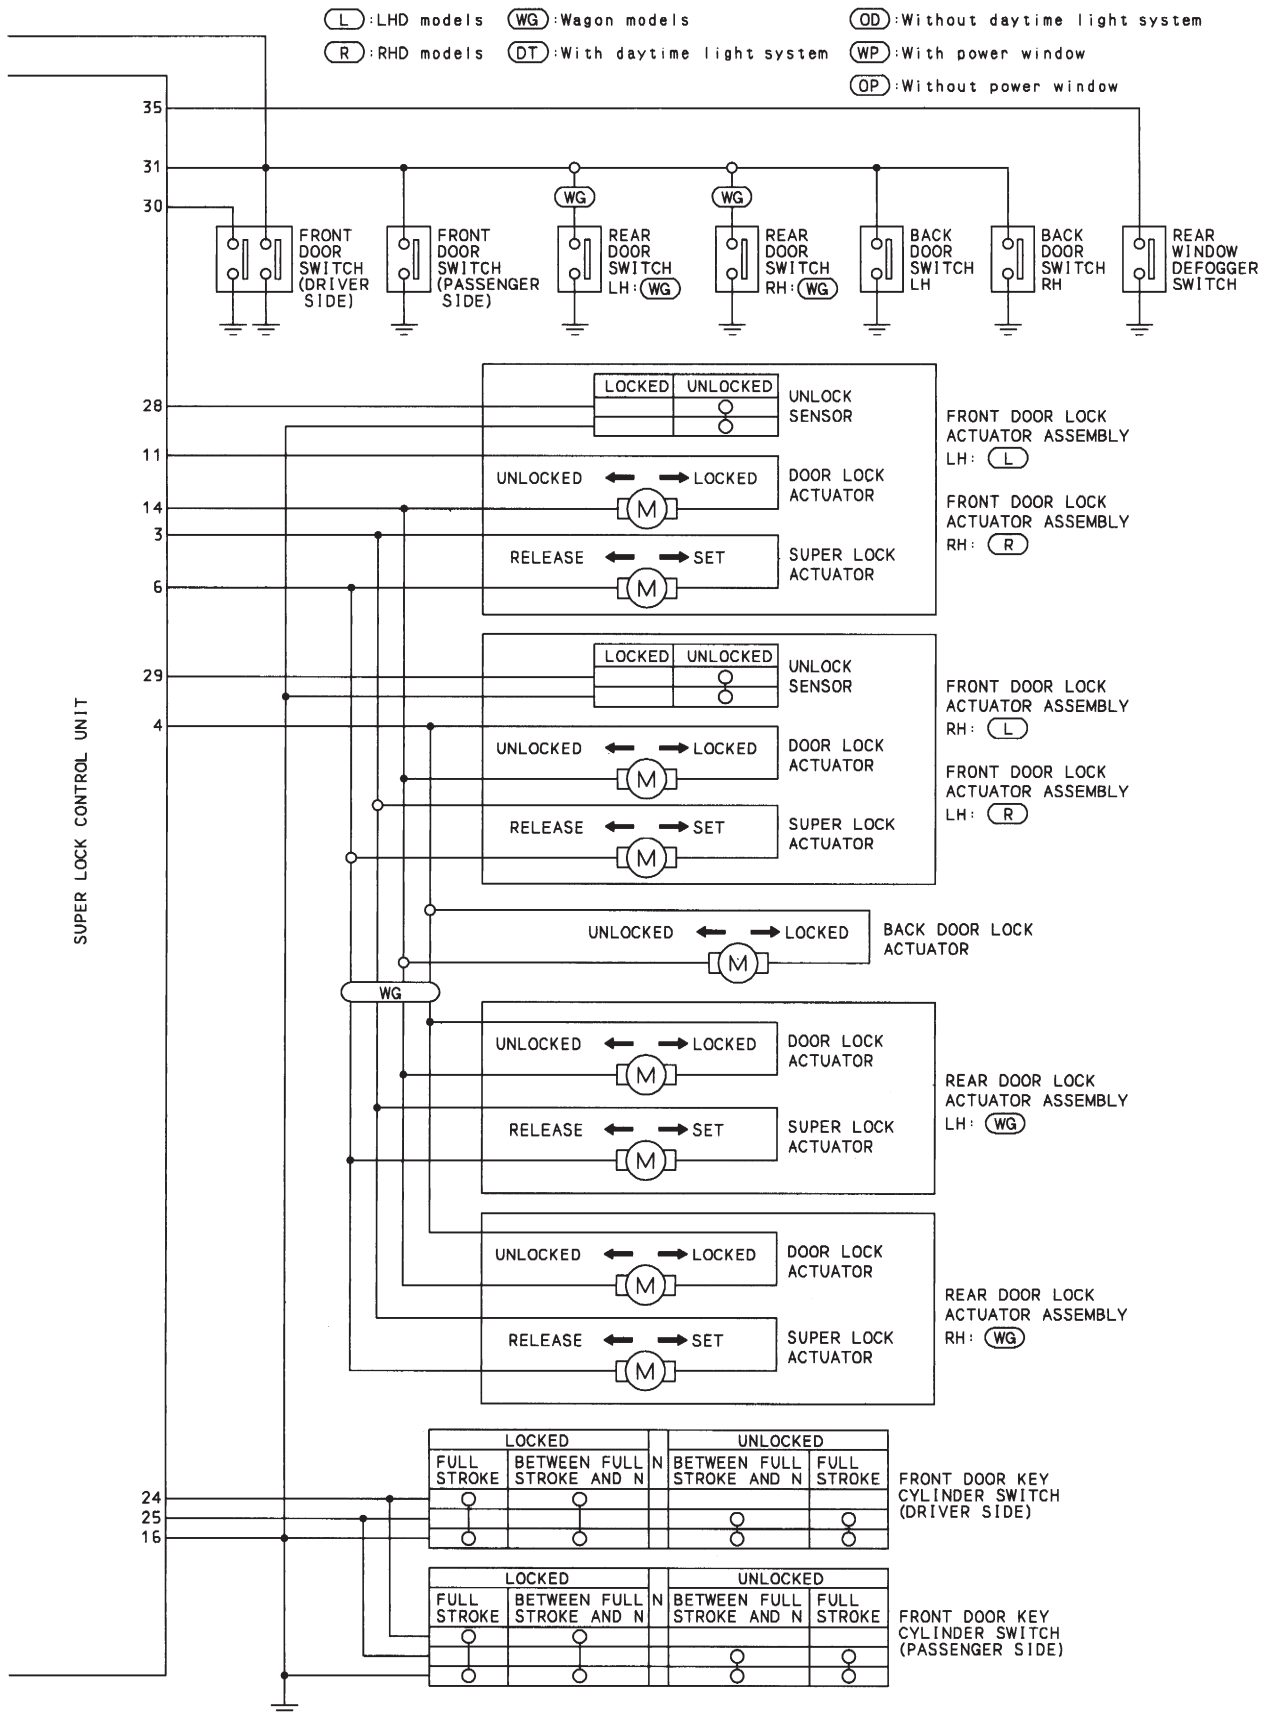 L :LHD models WG :Wagon models OD :Without daytime light system
R :RHD models DT :With daytime light system WP :With power window
OP :Without power window
35
31
30
WG
WG
FRONT
DOOR
SWITCH
(DRIVER
SIDE)
FRONT
DOOR
SWITCH
(PASSENGER
SIDE)
REAR
DOOR
SWITCH
LH: WG
REAR
DOOR
SWITCH
RH: WG
BACK
DOOR
SWITCH
LH
BACK
DOOR
SWITCH
RH
REAR
WINDOW
DEFOGGER
SWITCH
SUPER LOCK CONTROL UNIT
28
11
14
3
6
LOCKED UNLOCKED
UNLOCK
SENSOR
UNLOCKED LOCKED
M
DOOR LOCK
ACTUATOR
RELEASE SET
M
SUPER LOCK
ACTUATOR
FRONT DOOR LOCK
ACTUATOR ASSEMBLY
LH: L
FRONT DOOR LOCK
ACTUATOR ASSEMBLY
RH: R
29
4
LOCKED UNLOCKED
UNLOCK
SENSOR
UNLOCKED LOCKED
M
DOOR LOCK
ACTUATOR
RELEASE SET
M
SUPER LOCK
ACTUATOR
FRONT DOOR LOCK
ACTUATOR ASSEMBLY
RH: L
FRONT DOOR LOCK
ACTUATOR ASSEMBLY
LH: R
UNLOCKED LOCKED
M
BACK DOOR LOCK
ACTUATOR
WG
UNLOCKED LOCKED
M
DOOR LOCK
ACTUATOR
RELEASE SET
M
SUPER LOCK
ACTUATOR
REAR DOOR LOCK
ACTUATOR ASSEMBLY
LH: WG
UNLOCKED LOCKED
M
DOOR LOCK
ACTUATOR
RELEASE SET
M
SUPER LOCK
ACTUATOR
REAR DOOR LOCK
ACTUATOR ASSEMBLY
RH: WG
24
25
16
LOCKED UNLOCKED
FULL BETWEEN FULL N BETWEEN FULL FULL
STROKE STROKE AND N STROKE AND N STROKE
FRONT DOOR KEY
CYLINDER SWITCH
(DRIVER SIDE)
LOCKED UNLOCKED
FULL BETWEEN FULL N BETWEEN FULL FULL
STROKE STROKE AND N STROKE AND N STROKE
FRONT DOOR KEY
CYLINDER SWITCH
(PASSENGER SIDE)